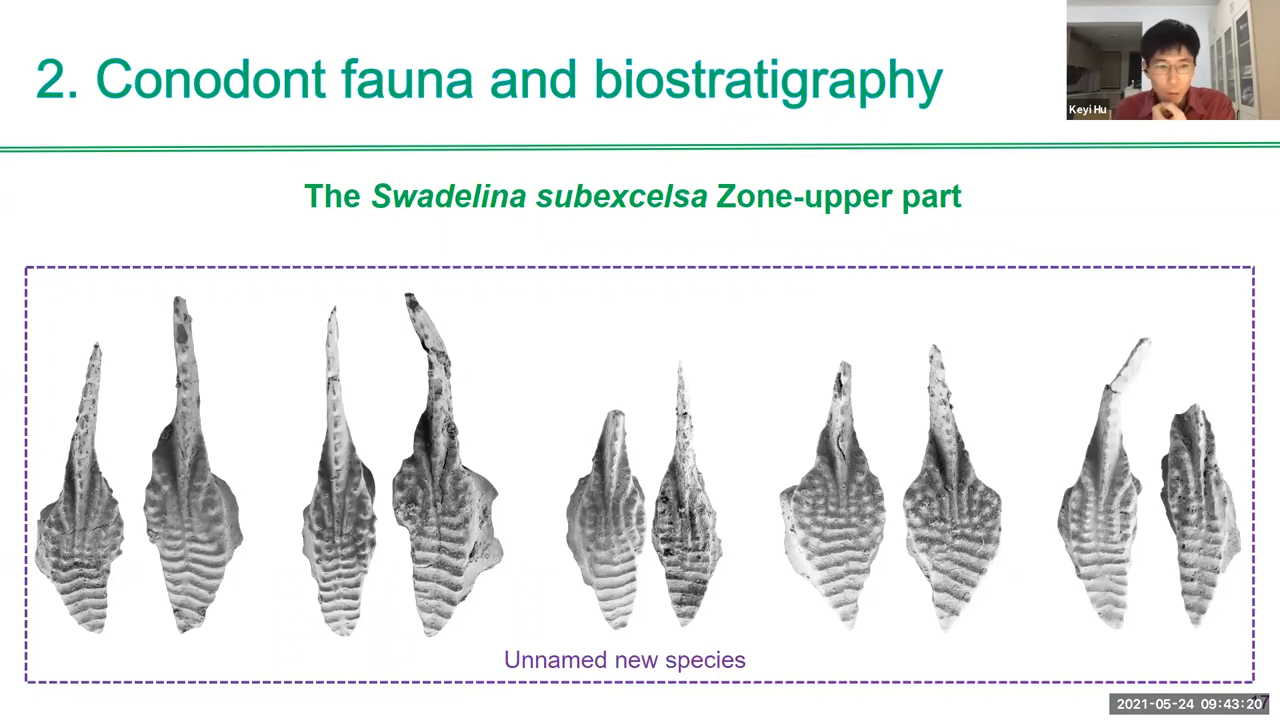 2. Conodont fauna and biostratigraphy
Keyi Hu
The Swadelina subexcelsa Zone-upper part
Unnamed new species
2021-05-24 09:43:20
17